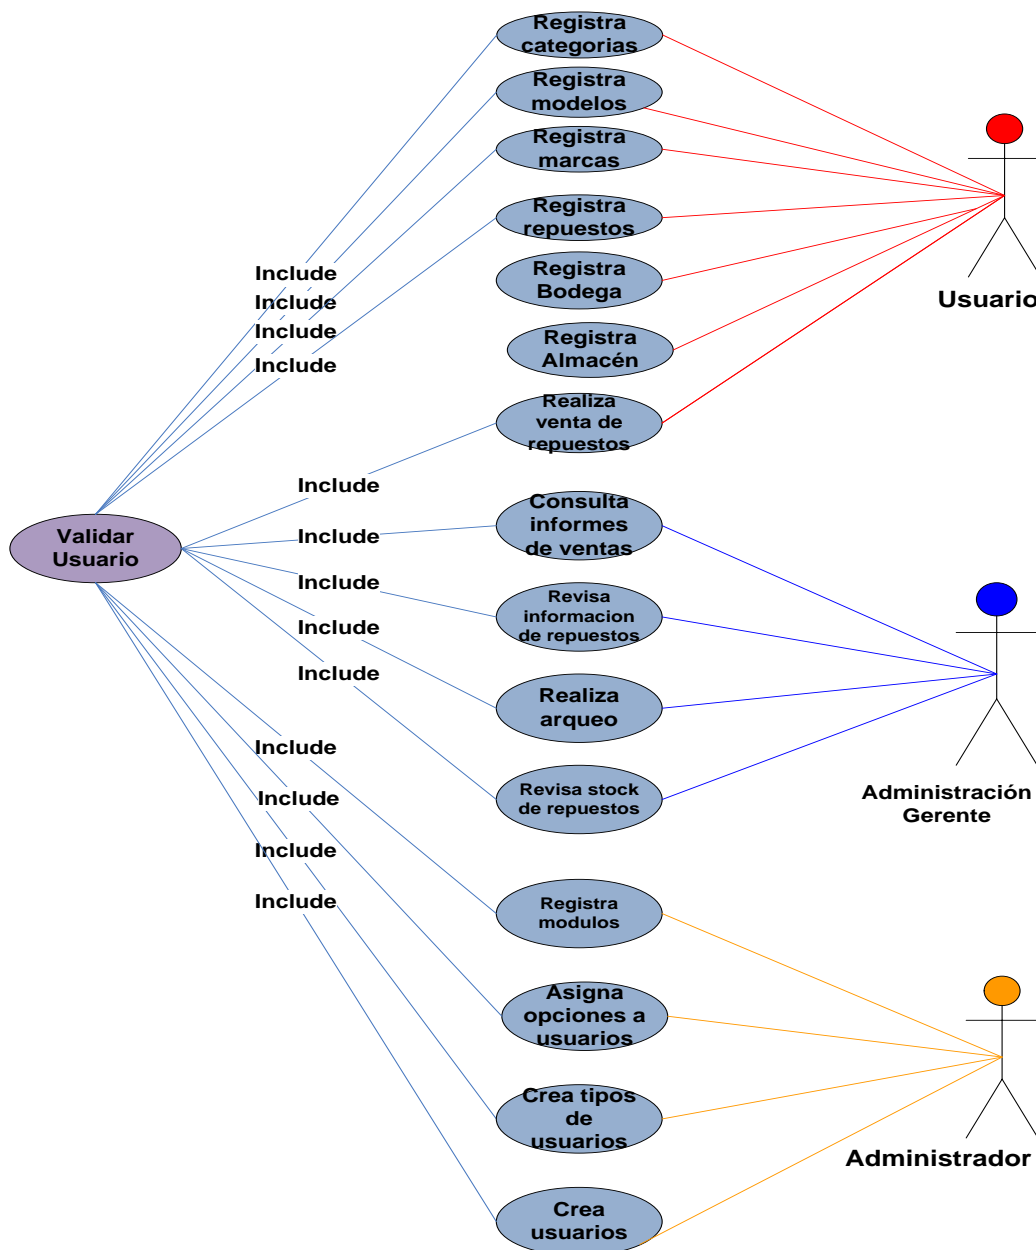 Registra
categorias
Registra
modelos
Registra
marcas
Registra
repuestos
Registra
Bodega
Registra
Almacén
Realiza
venta de
repuestos
Usuario
Include
Include
Include
Include
Include
Include
Include
Include
Include
Validar
Usuario
Consulta
informes
de ventas
Revisa
informacion
de repuestos
Realiza
arqueo
Revisa stock
de repuestos
Administración
Gerente
Include
Include
Include
Include
Registra
modulos
Asigna
opciones a
usuarios
Crea tipos
de
usuarios
Crea
usuarios
Administrador